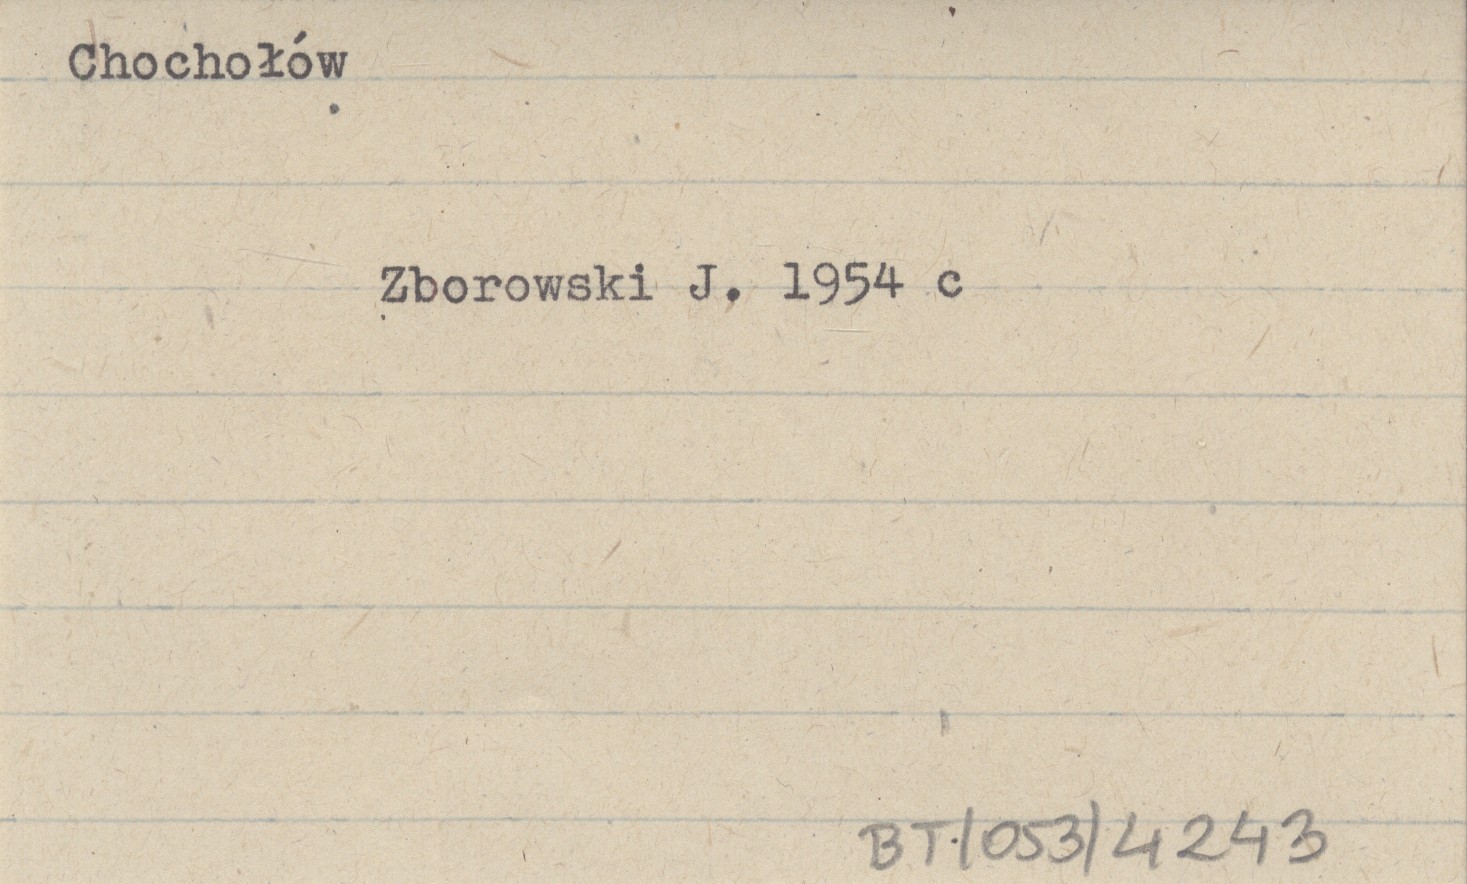 Chochołów
Zborowski J. 1954 c
BT/053/4243